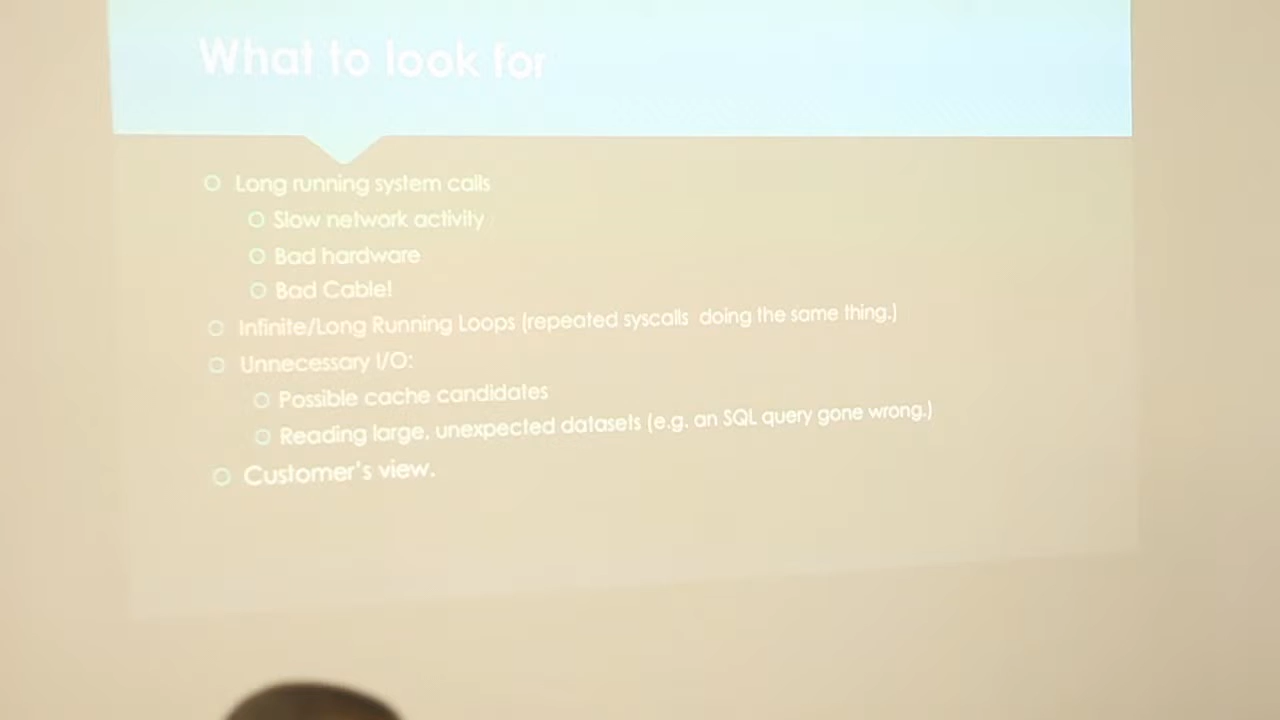 What to look for
Long running system calls
Slow network activity
Bad hardware
Bad Cable!
Infinite/Long Running Loops (repeated syscalls doing the same thing.)
Unnecessary I/O:
Possible cache candidates
Reading large, unexpected datasets (e.g. an SQL query gone wrong.)
Customer's view.